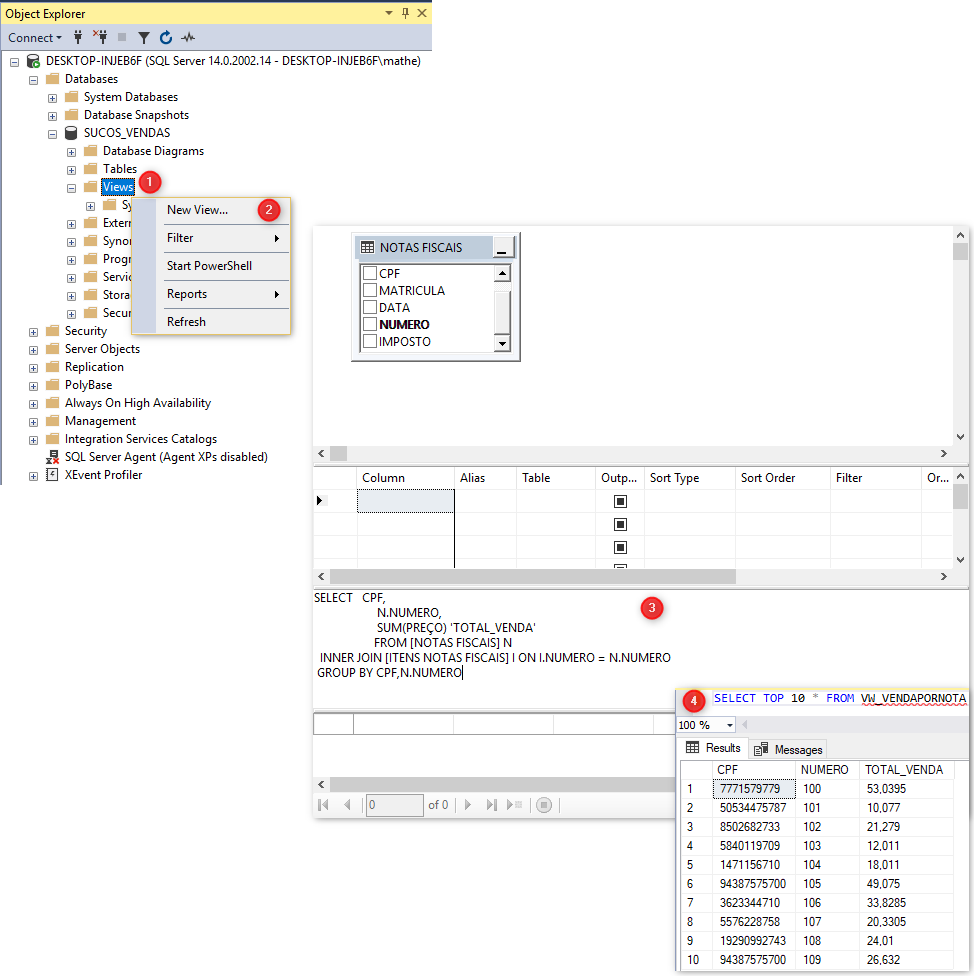 Object Explorer
Connect
DESKTOP-INJEB6F (SQL Server 14.0.2002.14 - DESKTOP-INJEB6F\mathe)
Databases
System Databases
Database Snapshots
SUCOS_VENDAS
Database Diagrams
Tables
Views
1
Sy
Extern
Synon
Progr
Servic
Stora
Secur
New View...
2
Filter
Start PowerShell
Reports
Refresh
Security
Server Objects
Replication
PolyBase
Always On High Availability
Management
Integration Services Catalogs
SQL Server Agent (Agent XPs disabled)
XEvent Profiler
NOTAS FISCAIS
CPF
MATRICULA
DATA
NUMERO
IMPOSTO
Column Alias Table Outp... Sort Type Sort Order Filter Or...
3
SELECT CPF,
N.NUMERO,
SUM(PREÇO) 'TOTAL_VENDA'
FROM [NOTAS FISCAIS] N
INNER JOIN [ITENS NOTAS FISCAIS] I ON I.NUMERO = N.NUMERO
GROUP BY CPF,N.NUMERO
0 of 0
4
SELECT TOP 10 * FROM VW_VENDAPORNOTA
100 %
Results Messages
CPF NUMERO TOTAL_VENDA
1 7771579779 100 53,0395
2 50534475787 101 10,077
3 8502682733 102 21,279
4 5840119709 103 12,011
5 1471156710 104 18,011
6 94387575700 105 49,075
7 3623344710 106 33,8285
8 5576228758 107 20,3305
9 19290992743 108 24,01
10 94387575700 109 26,632